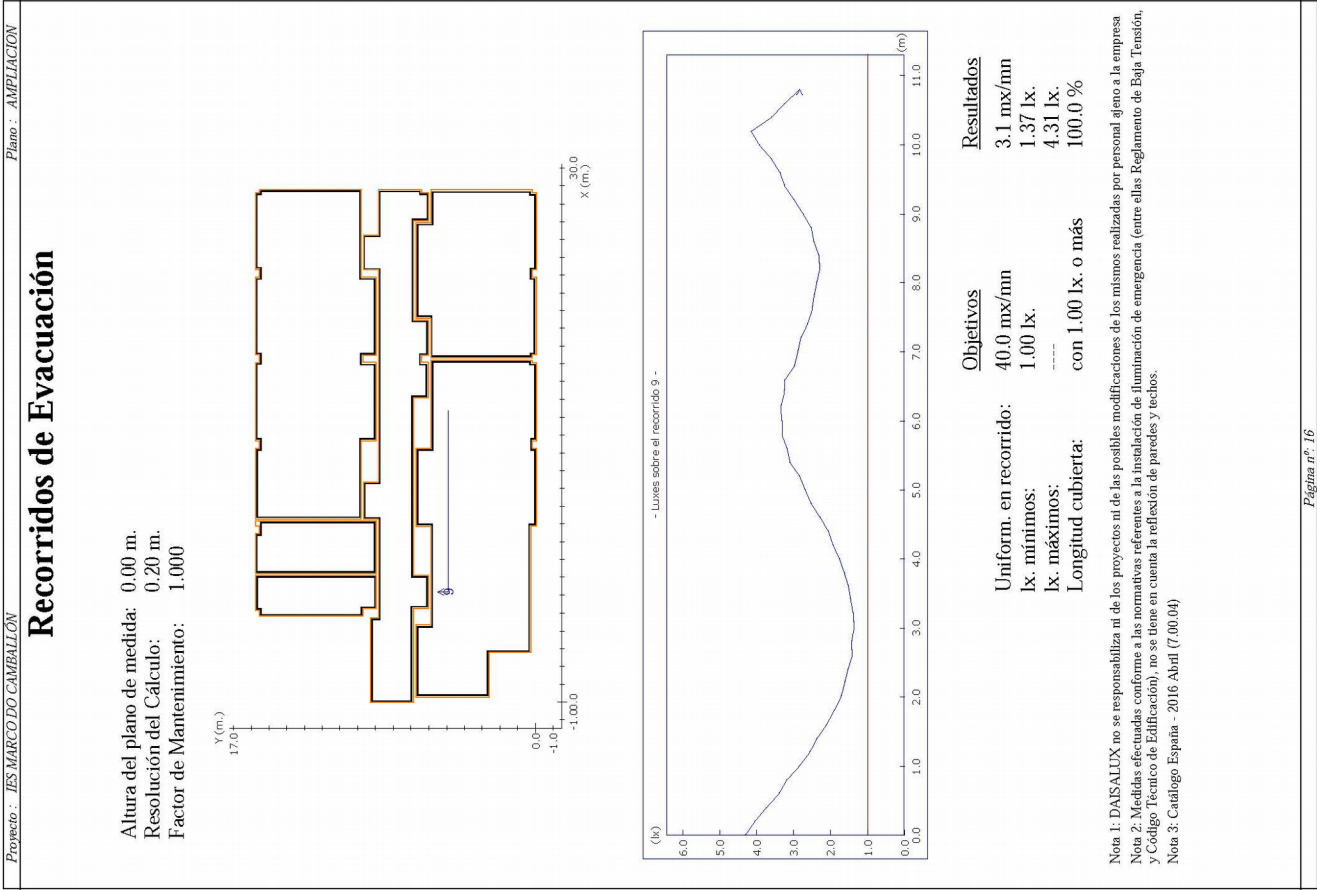 Proyecto : IES MARCO DO CAMBALLÓN
Plano : AMPLIACION
Recorridos de Evacuación
Altura del plano de medida: 0.00 m.
Resolución del Cálculo: 0.20 m.
Factor de Mantenimiento: 1.000
Y (m.)
17.0
0.0
-1.0
-1.00.0
30.0
X (m.)
9
- Luxes sobre el recorrido 9 -
(lx)
6.0
5.0
4.0
3.0
2.0
1.0
0.0
0.0 1.0 2.0 3.0 4.0 5.0 6.0 7.0 8.0 9.0 10.0 11.0 (m)
Objetivos Resultados
Uniform. en recorrido: 40.0 mx/mn 3.1 mx/mn
lx. mínimos: 1.00 lx. 1.37 lx.
lx. máximos: ---- 4.31 lx.
Longitud cubierta: con 1.00 lx. o más 100.0 %
Nota 1: DAISALUX no se responsabiliza ni de los proyectos ni de las posibles modificaciones de los mismos realizadas por personal ajeno a la empresa
Nota 2: Medidas efectuadas conforme a las normativas referentes a la instalación de iluminación de emergencia (entre ellas Reglamento de Baja Tensión,
y Código Técnico de Edificación), no se tiene en cuenta la reflexión de paredes y techos.
Nota 3: Catálogo España - 2016 Abril (7.00.04)
Página nº: 16